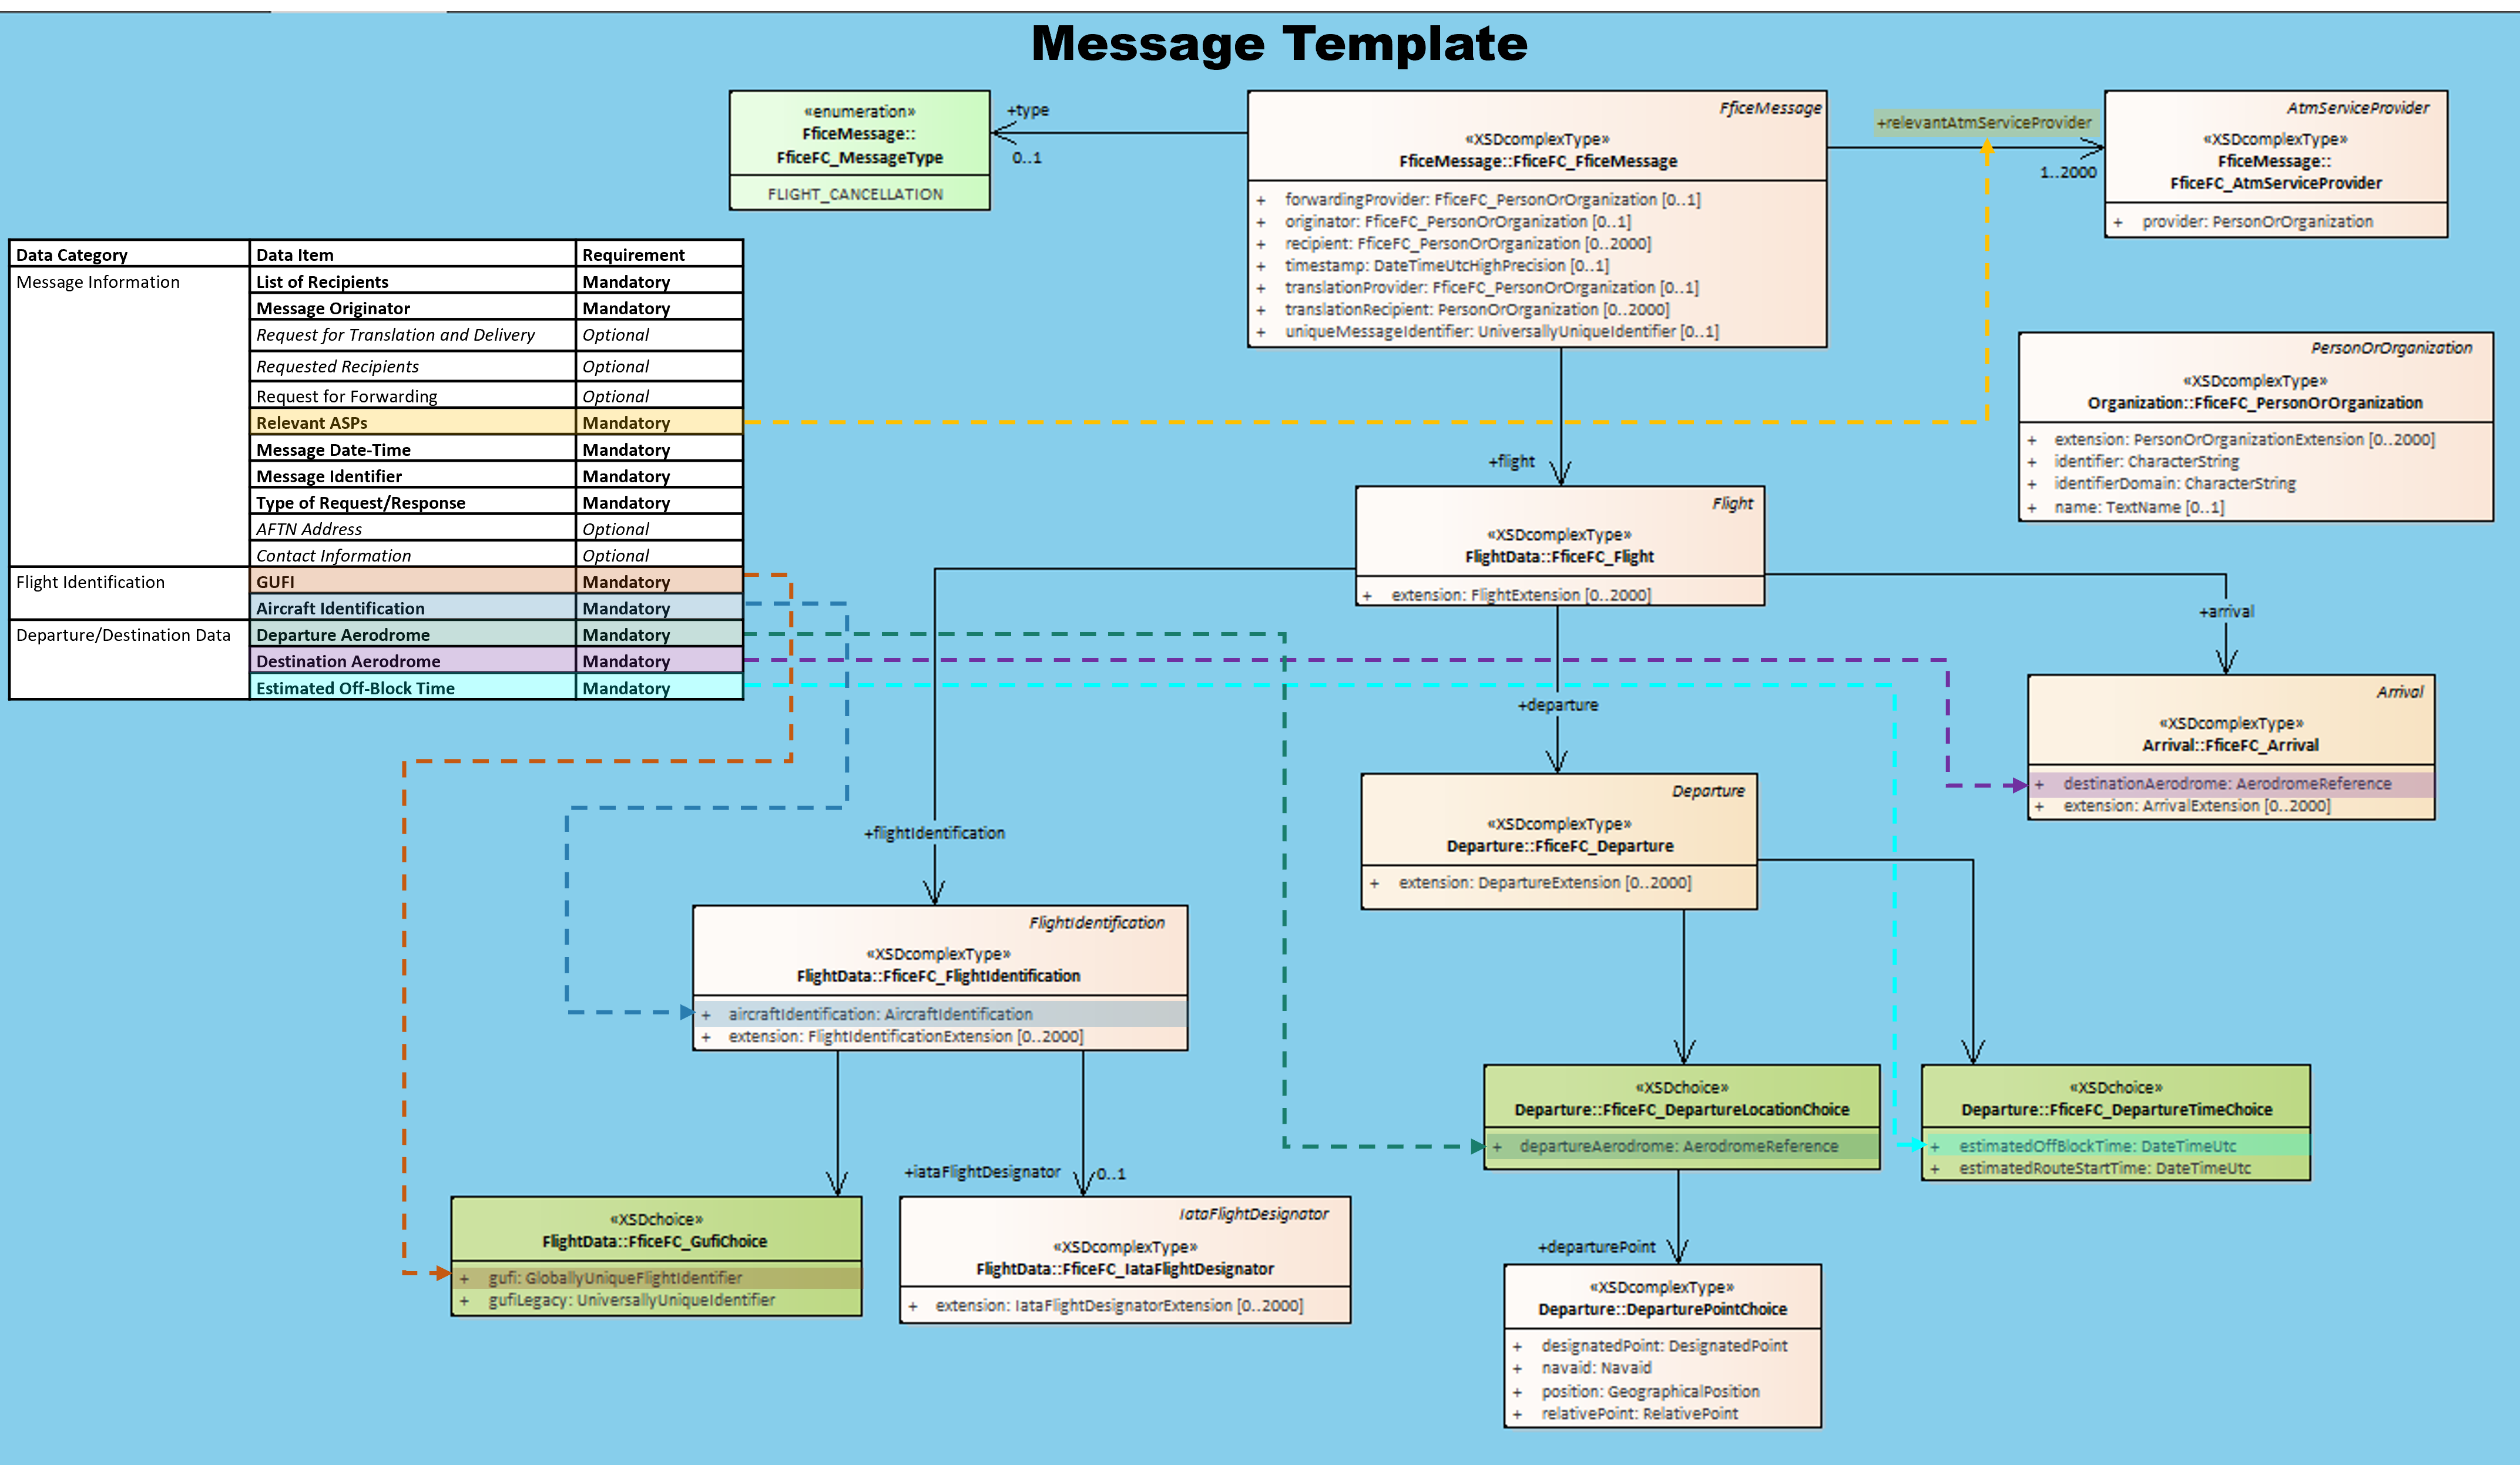 Message Template
«enumeration»
FficeMessage::
FficeFC_MessageType
FLIGHT_CANCELLATION
+type
0..1
FficeMessage
«XSDcomplexType»
FficeMessage::FficeFC_FficeMessage
+ forwardingProvider: FficeFC_PersonOrOrganization [0..1]
+ originator: FficeFC_PersonOrOrganization [0..1]
+ recipient: FficeFC_PersonOrOrganization [0..2000]
+ timestamp: DateTimeUtcHighPrecision [0..1]
+ translationProvider: FficeFC_PersonOrOrganization [0..1]
+ translationRecipient: PersonOrOrganization [0..2000]
+ uniqueMessageIdentifier: UniversallyUniqueIdentifier [0..1]
+relevantAtmServiceProvider
1..2000
AtmServiceProvider
«XSDcomplexType»
FficeMessage::
FficeFC_AtmServiceProvider
+ provider: PersonOrOrganization
Data Category Data Item Requirement
Message Information List of Recipients Mandatory
Message Originator Mandatory
Request for Translation and Delivery Optional
Requested Recipients Optional
Request for Forwarding Optional
Relevant ASPs Mandatory
Message Date-Time Mandatory
Message Identifier Mandatory
Type of Request/Response Mandatory
AFTN Address Optional
Contact Information Optional
Flight Identification GUFI Mandatory
Aircraft Identification Mandatory
Departure/Destination Data Departure Aerodrome Mandatory
Destination Aerodrome Mandatory
Estimated Off-Block Time Mandatory
PersonOrOrganization
«XSDcomplexType»
Organization::FficeFC_PersonOrOrganization
+ extension: PersonOrOrganizationExtension [0..2000]
+ identifier: CharacterString
+ identifierDomain: CharacterString
+ name: TextName [0..1]
+flight
Flight
«XSDcomplexType»
FlightData::FficeFC_Flight
+ extension: FlightExtension [0..2000]
+arrival
Arrival
«XSDcomplexType»
Arrival::FficeFC_Arrival
+ destinationAerodrome: AerodromeReference
+ extension: ArrivalExtension [0..2000]
+departure
Departure
«XSDcomplexType»
Departure::FficeFC_Departure
+ extension: DepartureExtension [0..2000]
+flightIdentification
FlightIdentification
«XSDcomplexType»
FlightData::FficeFC_FlightIdentification
+ aircraftIdentification: AircraftIdentification
+ extension: FlightIdentificationExtension [0..2000]
«XSDchoice»
Departure::FficeFC_DepartureLocationChoice
+ departureAerodrome: AerodromeReference
«XSDchoice»
Departure::FficeFC_DepartureTimeChoice
+ estimatedOffBlockTime: DateTimeUtc
+ estimatedRouteStartTime: DateTimeUtc
+iataFlightDesignator
0..1
«XSDchoice»
FlightData::FficeFC_GufiChoice
+ gufi: GloballyUniqueFlightIdentifier
+ gufiLegacy: UniversallyUniqueIdentifier
IataFlightDesignator
«XSDcomplexType»
FlightData::FficeFC_IataFlightDesignator
+ extension: IataFlightDesignatorExtension [0..2000]
+departurePoint
«XSDcomplexType»
Departure::DeparturePointChoice
+ designatedPoint: DesignatedPoint
+ navaid: Navaid
+ position: GeographicalPosition
+ relativePoint: RelativePoint